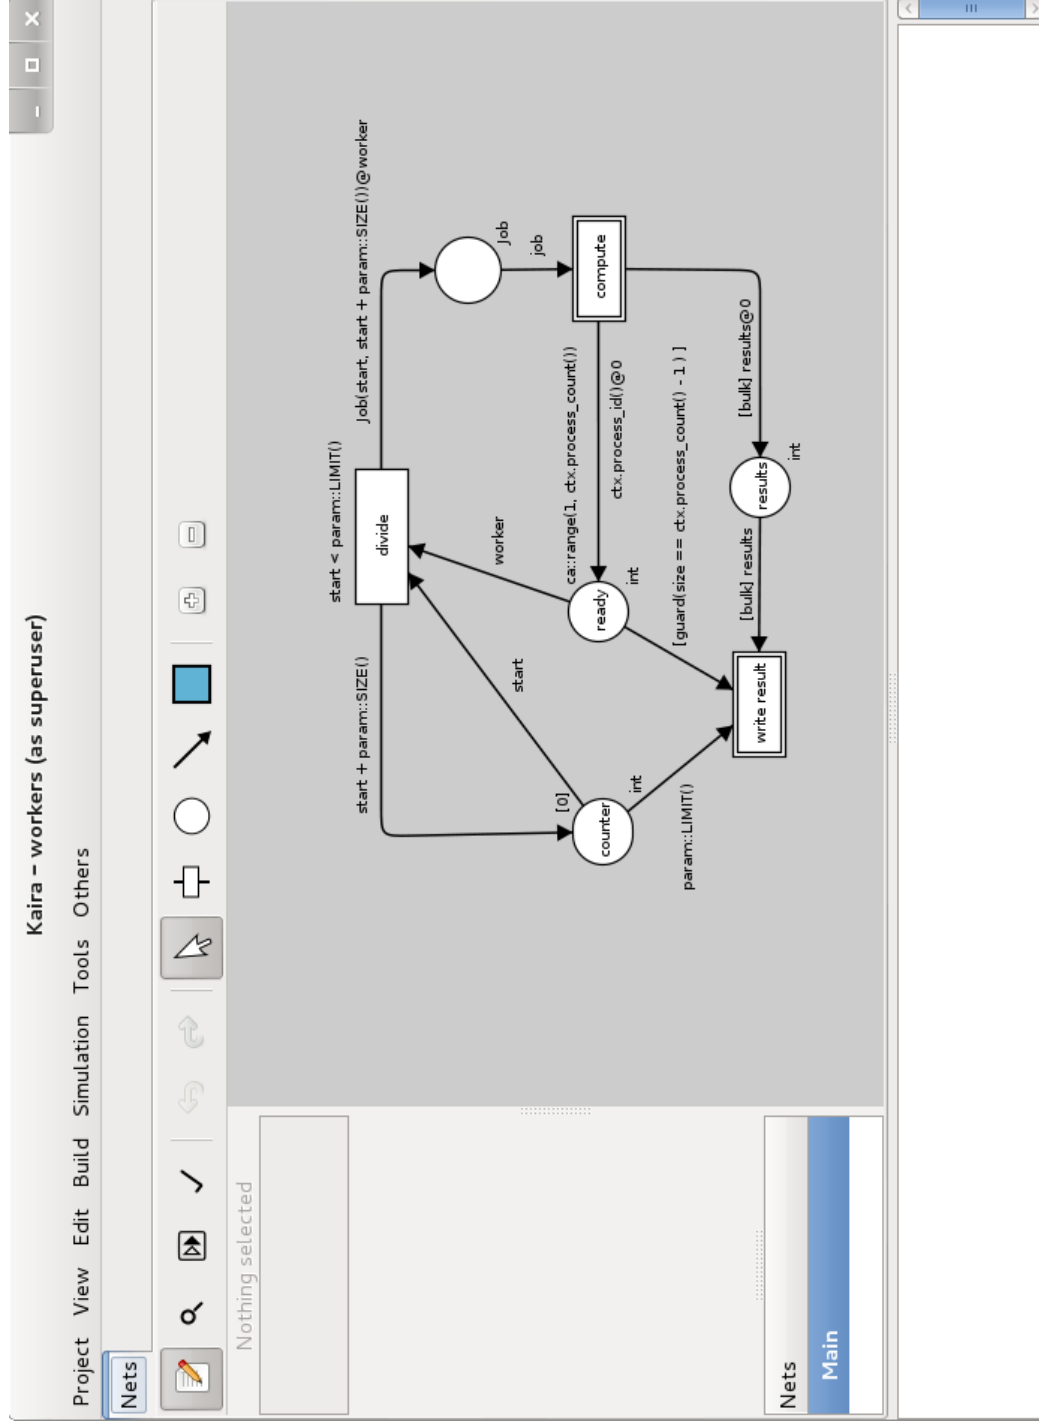 Kaira – workers (as superuser)
Project View Edit Build Simulation Tools Others
Nets
Nothing selected
Nets
Main
start < param::LIMIT()
start + param::SIZE()
divide
Job(start, start + param::SIZE())@worker
Job
job
worker
start
[0]
counter
int
ca::range(1, ctx.process_count())
ready
int
ctx.process_id()@0
compute
param::LIMIT()
[guard(size == ctx.process_count() - 1 ) ]
write result
[bulk] results
results
int
[bulk] results@0